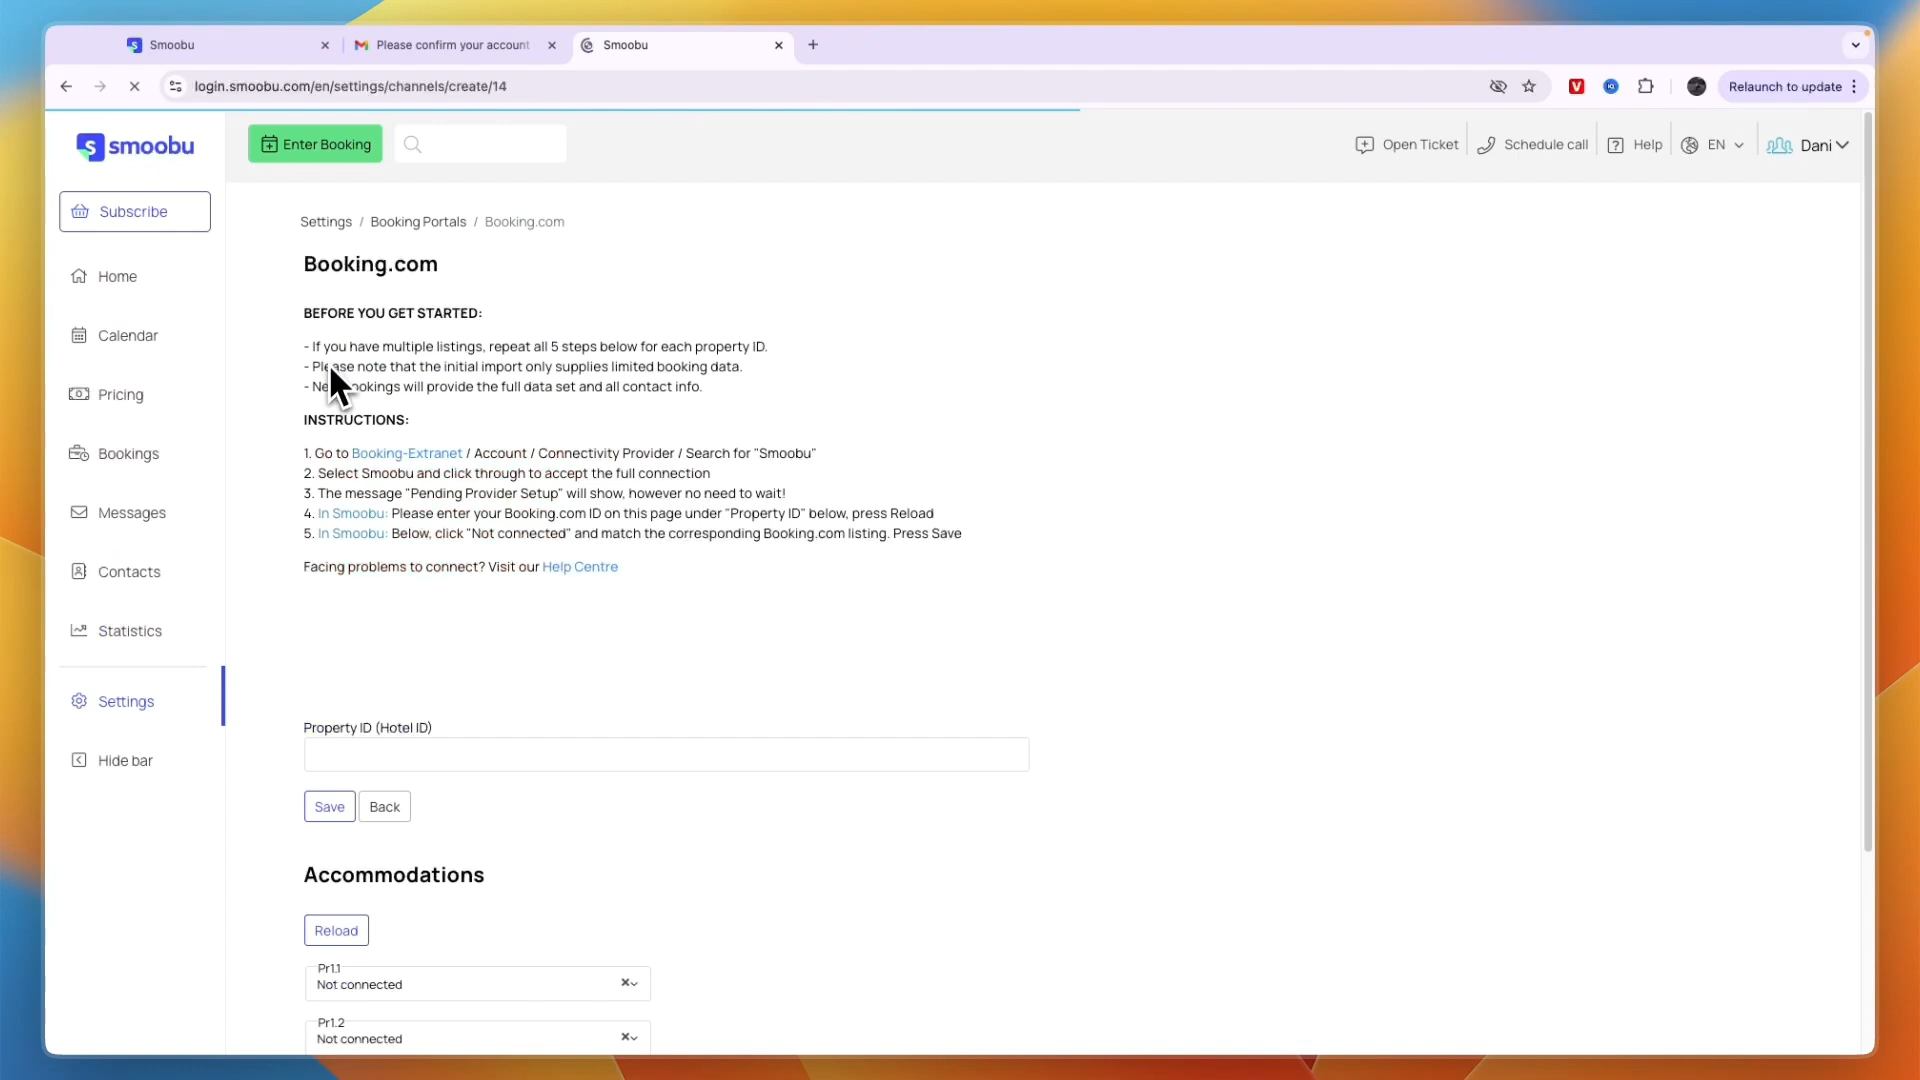 Smoobu
Please confirm your account
Smoobu
login.smoobu.com/en/settings/channels/create/14
Relaunch to update
smoobu
Enter Booking
Open Ticket
Schedule call
Help
EN
Dani
Subscribe
Home
Calendar
Pricing
Bookings
Messages
Contacts
Statistics
Settings
Hide bar
Settings / Booking Portals / Booking.com
Booking.com
BEFORE YOU GET STARTED:
- If you have multiple listings, repeat all 5 steps below for each property ID.
- Please note that the initial import only supplies limited booking data.
- New bookings will provide the full data set and all contact info.
INSTRUCTIONS:
1. Go to Booking-Extranet / Account / Connectivity Provider / Search for "Smoobu"
2. Select Smoobu and click through to accept the full connection
3. The message "Pending Provider Setup" will show, however no need to wait!
4. In Smoobu: Please enter your Booking.com ID on this page under "Property ID" below, press Reload
5. In Smoobu: Below, click "Not connected" and match the corresponding Booking.com listing. Press Save
Facing problems to connect? Visit our Help Centre
Property ID (Hotel ID)
Save
Back
Accommodations
Reload
Pr1.1
Not connected
Pr1.2
Not connected